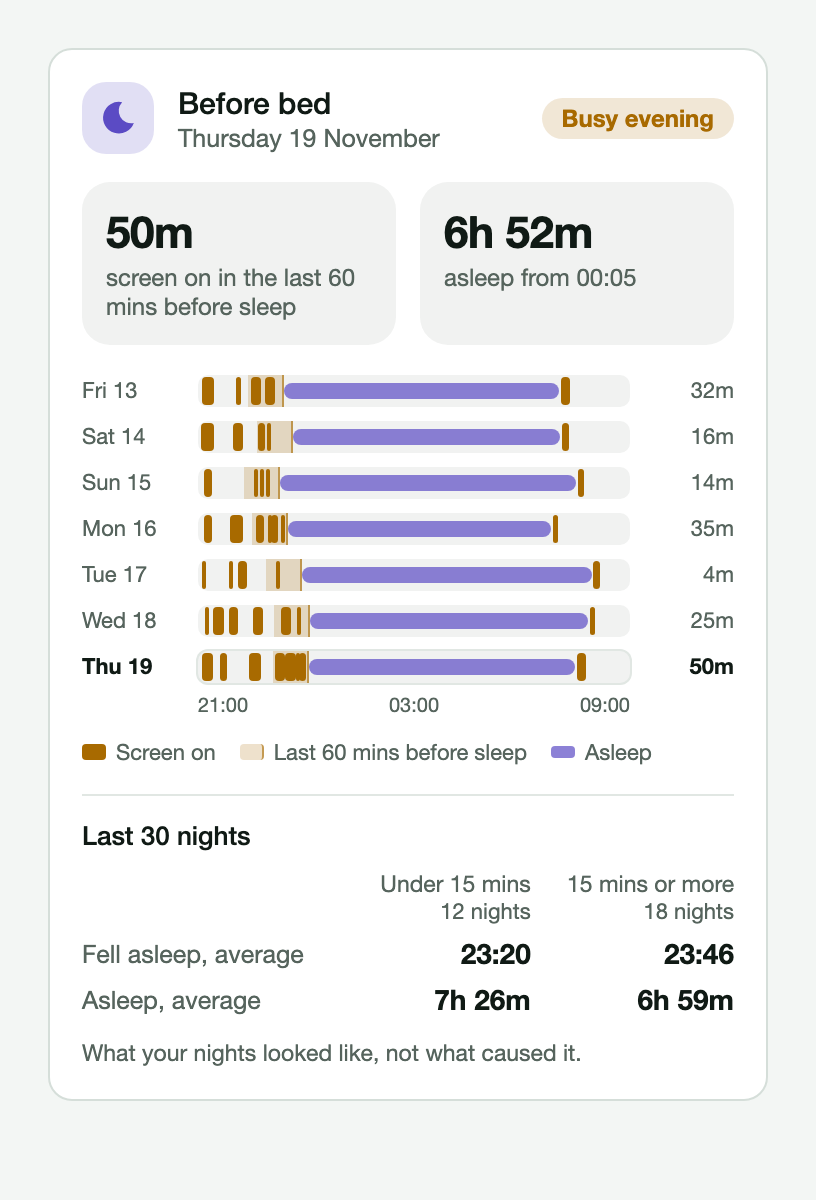 Before bed
Thursday 19 November
Busy evening
50m
screen on in the last 60
mins before sleep
6h 52m
asleep from 00:05
Fri 13 32m
Sat 14 16m
Sun 15 14m
Mon 16 35m
Tue 17 4m
Wed 18 25m
Thu 19 50m
21:00 03:00 09:00
Screen on Last 60 mins before sleep Asleep
Last 30 nights
Under 15 mins 15 mins or more
12 nights 18 nights
Fell asleep, average 23:20 23:46
Asleep, average 7h 26m 6h 59m
What your nights looked like, not what caused it.